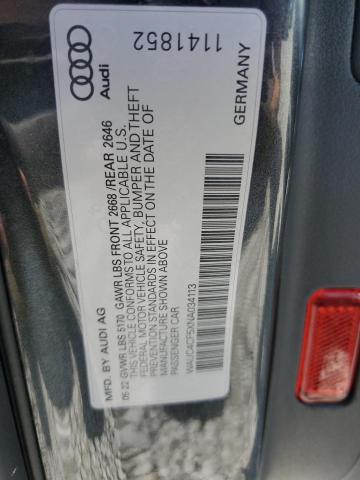 Audi
1141852
GERMANY
MFD. BY AUDI AG
05 22 GVWR LBS 5170 GAWR LBS FRONT 2668 /REAR 2646
THIS VEHICLE CONFORMS TO ALL APPLICABLE U.S.
FEDERAL MOTOR VEHICLE SAFETY, BUMPER AND THEFT
PREVENTION STANDARDS IN EFFECT ON THE DATE OF
MANUFACTURE SHOWN ABOVE.
PASSENGER CAR
WAUC4CF5XNA034113